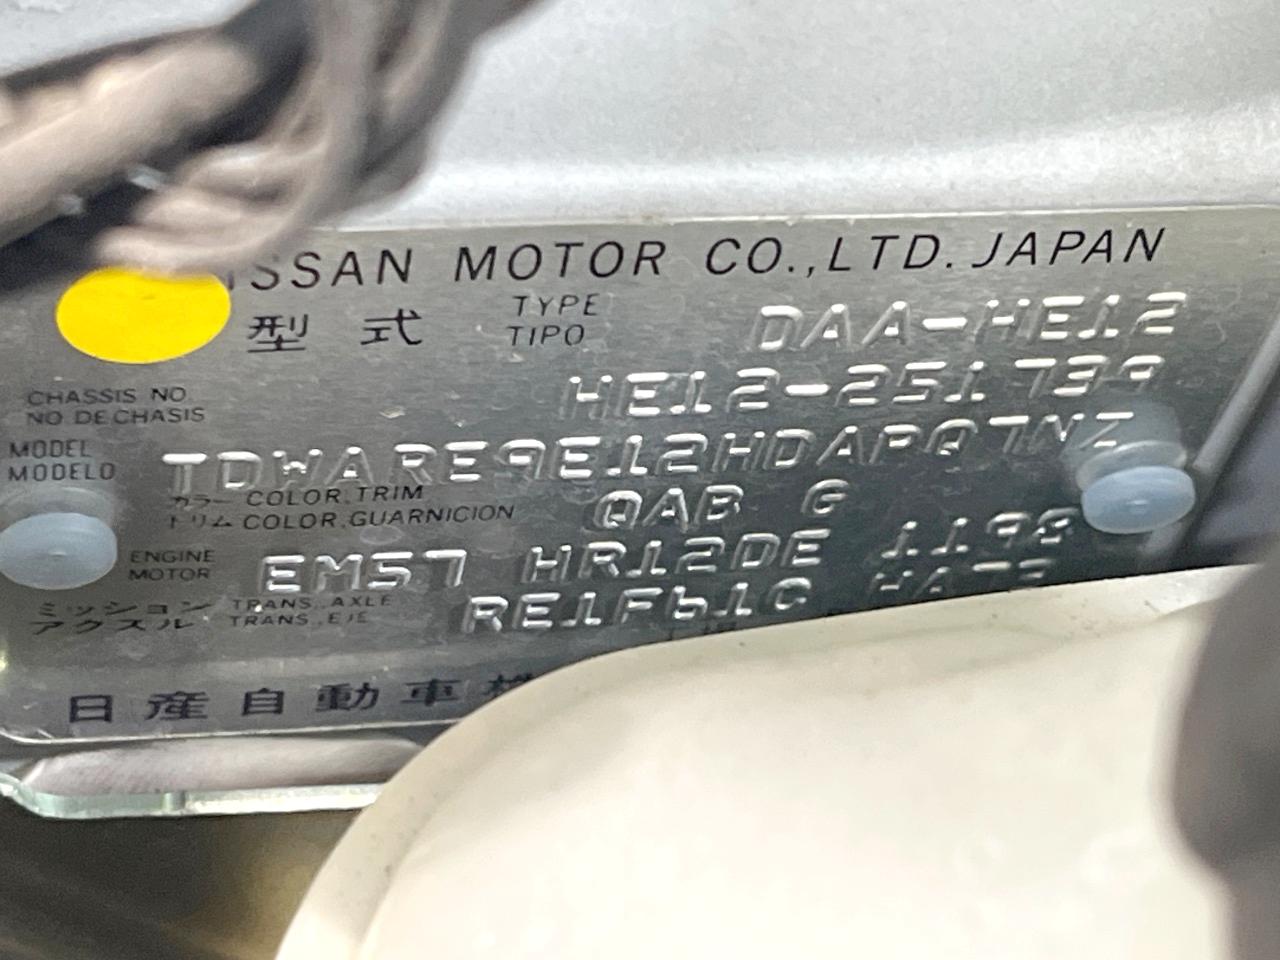 NISSAN MOTOR CO.,LTD. JAPAN
型式 TYPE TIPO DAA-HE12
CHASSIS NO. NO DE CHASIS HE12-251739
MODEL MODELO TDWARE9E12HDAPQ7NZ
カラー COLOR,TRIM QAB G
トリム COLOR,GUARNICION
ENGINE MOTOR EM57 HR12DE 1198
ミッション TRANS., AXLE RE1F61C
アクスル TRANS., EJE
日産自動車